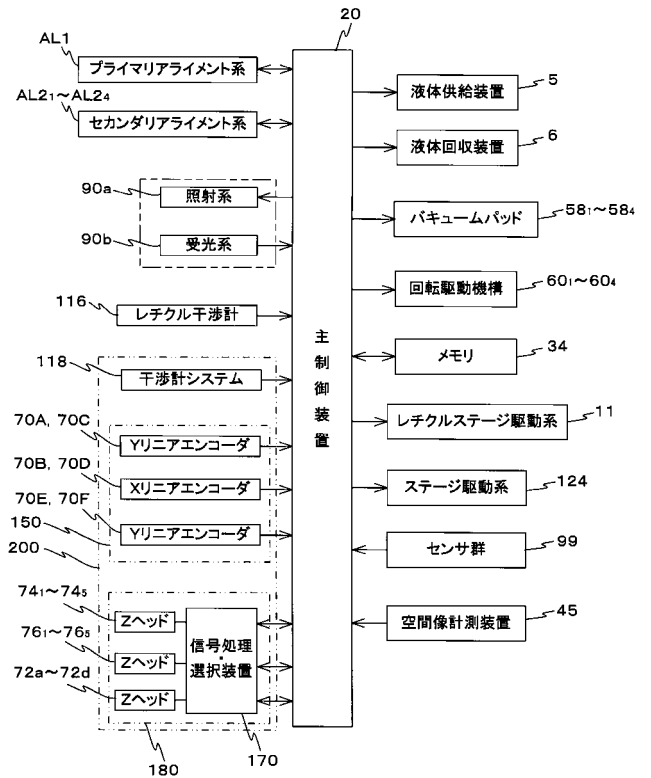 20
AL1
プライマリアライメント系
AL2₁~AL2₄
セカンダリアライメント系
90a
照射系
90b
受光系
116
レチクル干渉計
118
干渉計システム
70A, 70C
Yリニアエンコーダ
70B, 70D
Xリニアエンコーダ
70E, 70F
Yリニアエンコーダ
150
200
74₁~74₅
Zヘッド
76₁~76₅
Zヘッド
72a~72d
Zヘッド
信号処理
・
選択装置
180
170
主制御装置
液体供給装置
5
液体回収装置
6
バキュームパッド
58₁~58₄
回転駆動機構
60₁~60₄
メモリ
34
レチクルステージ駆動系
11
ステージ駆動系
124
センサ群
99
空間像計測装置
45